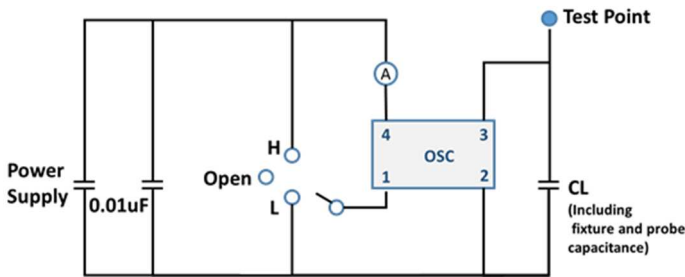 Test Point
A
H
4
3
Open
OSC
Power
Supply
1
2
0.01uF
L
CL
(Including
fixture and probe
capacitance)